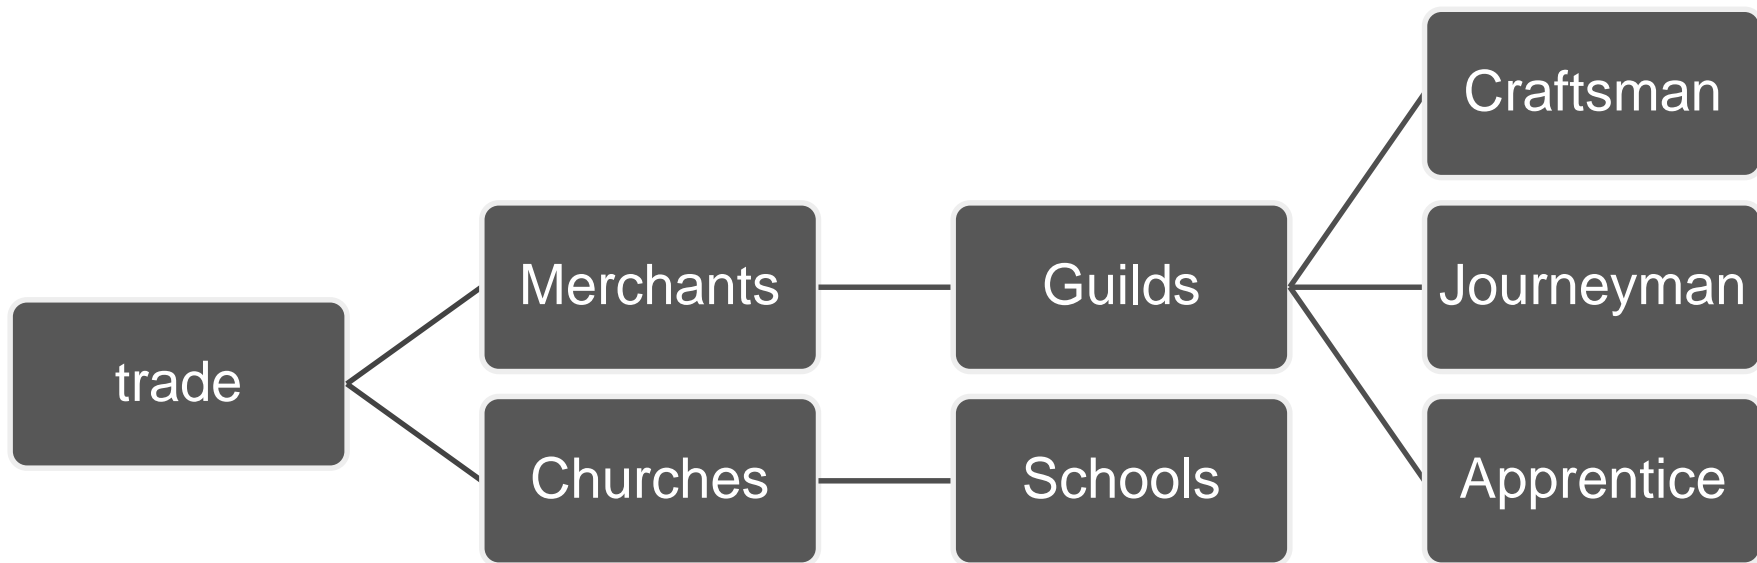 Craftsman
Merchants
Guilds
Journeyman
trade
Churches
Schools
Apprentice